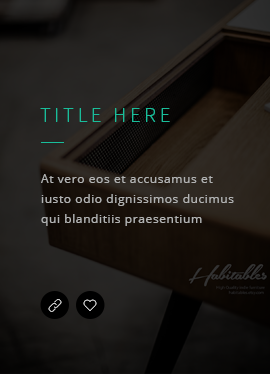 TITLE HERE
At vero eos et accusamus et
iusto odio dignissimos ducimus
qui blanditiis praesentium
Habitables